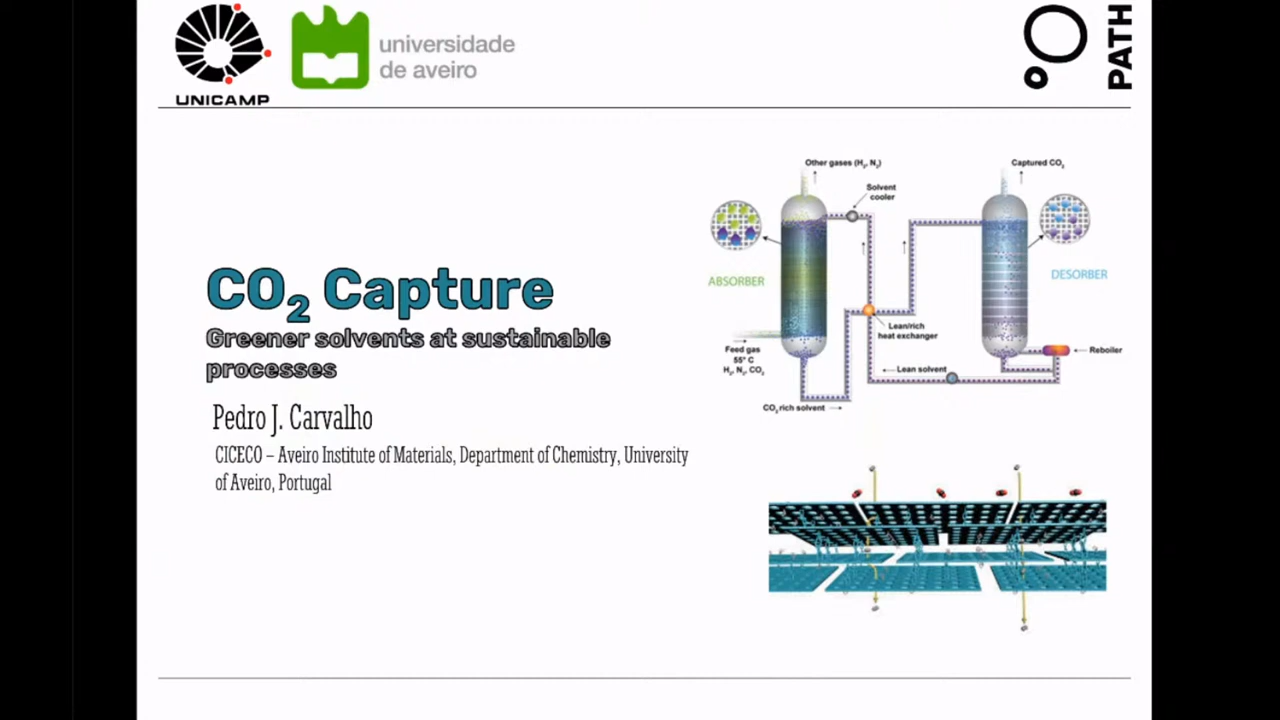 UNICAMP
universidade
de aveiro
PATH
CO₂ Capture
Greener solvents at sustainable
processes
Pedro J. Carvalho
CICECO – Aveiro Institute of Materials, Department of Chemistry, University
of Aveiro, Portugal
Other gases (H₂, N₂)
Captured CO₂
Solvent
cooler
ABSORBER
DESORBER
Lean/rich
heat exchanger
Feed gas
55° C
H₂, N₂, CO₂
Reboiler
Lean solvent
CO₂ rich solvent